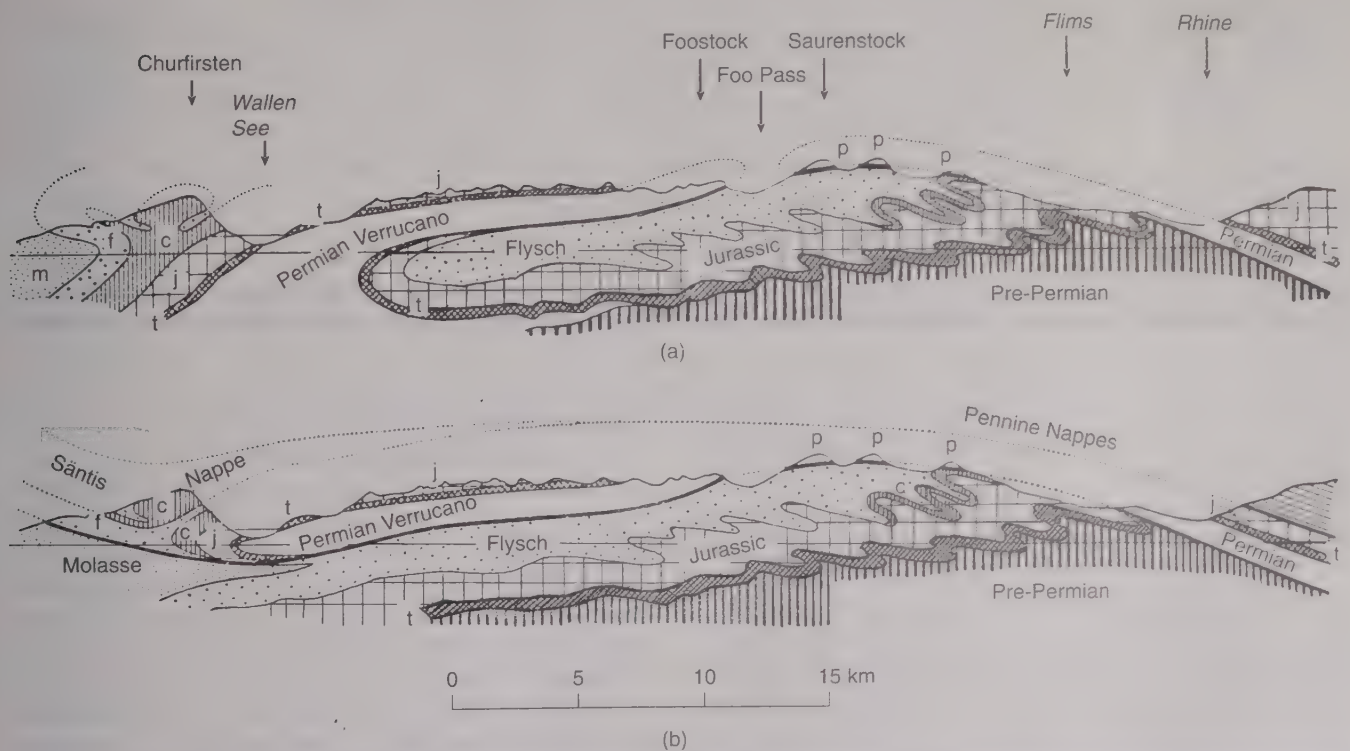 Flims
Rhine
Foostock
Saurenstock
Churfirsten
Foo Pass
Wallen
See
p
p
p
j
t
Permian Verrucano
f
c
m
j
t
Flysch
Jurassic
t
j
Permian
t
Pre-Permian
(a)
Pennine Nappes
Säntis
Nappe
p
p
p
j
t
Permian Verrucano
c
f
c
j
Flysch
Molasse
c
Jurassic
j
Permian
t
t
Pre-Permian
0 5 10 15 km
(b)